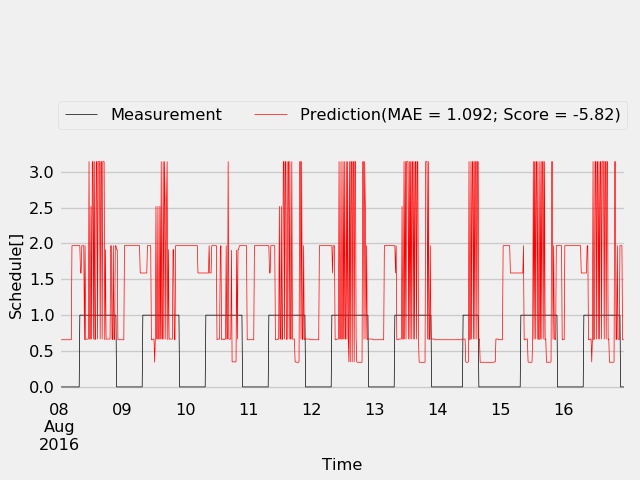 Measurement
Prediction(MAE = 1.092; Score = -5.82)
3.0
2.5
2.0
1.5
1.0
0.5
0.0
Schedule[]
08 09 10 11 12 13 14 15 16
Aug
2016
Time